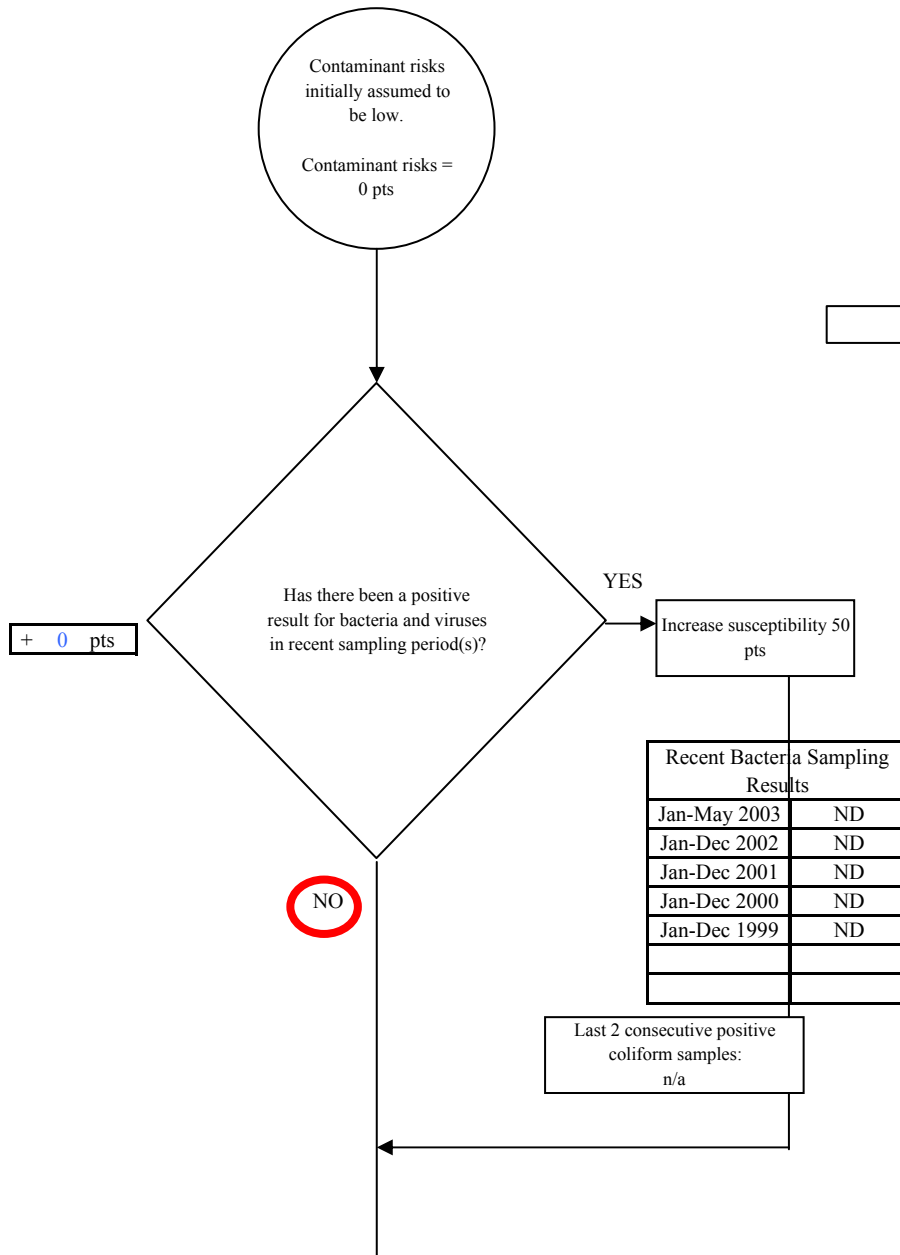 Contaminant risks
initially assumed to
be low.
Contaminant risks =
0 pts
Has there been a positive
result for bacteria and viruses
in recent sampling period(s)?
+ 0 pts
YES
Increase susceptibility 50
pts
Recent Bacteria Sampling
Results
Jan-May 2003 ND
Jan-Dec 2002 ND
Jan-Dec 2001 ND
Jan-Dec 2000 ND
Jan-Dec 1999 ND
NO
Last 2 consecutive positive
coliform samples:
n/a